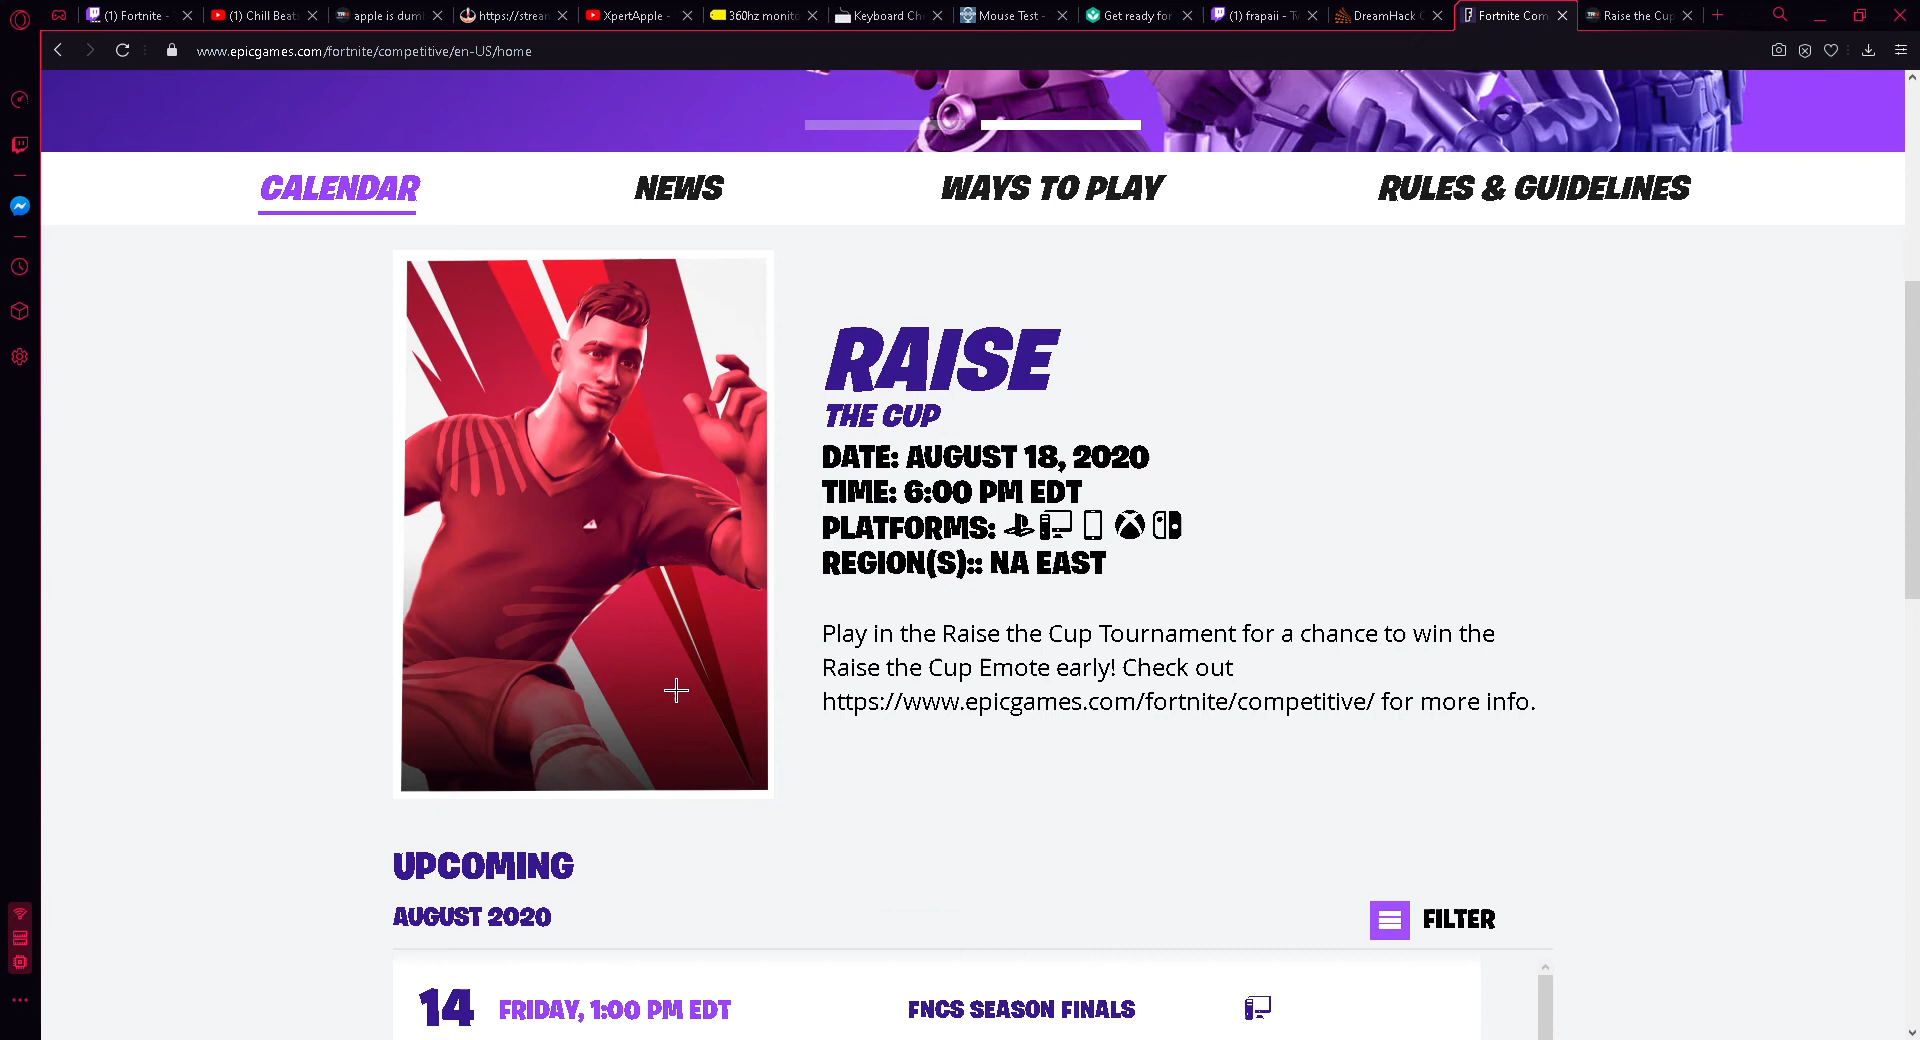 (1) Fortnite -
(1) Chill Beat
apple is dum
https://strear
XpertApple -
360hz monito
Keyboard Ch
Mouse Test -
Get ready for
(1) frapaii - Tw
DreamHack C
Fortnite Com
Raise the Cup
www.epicgames.com/fortnite/competitive/en-US/home
CALENDAR
NEWS
WAYS TO PLAY
RULES & GUIDELINES
RAISE
THE CUP
DATE: AUGUST 18, 2020
TIME: 6:00 PM EDT
PLATFORMS:
REGION(S):: NA EAST
Play in the Raise the Cup Tournament for a chance to win the
Raise the Cup Emote early! Check out
https://www.epicgames.com/fortnite/competitive/ for more info.
UPCOMING
AUGUST 2020
FILTER
14 FRIDAY, 1:00 PM EDT FNCS SEASON FINALS